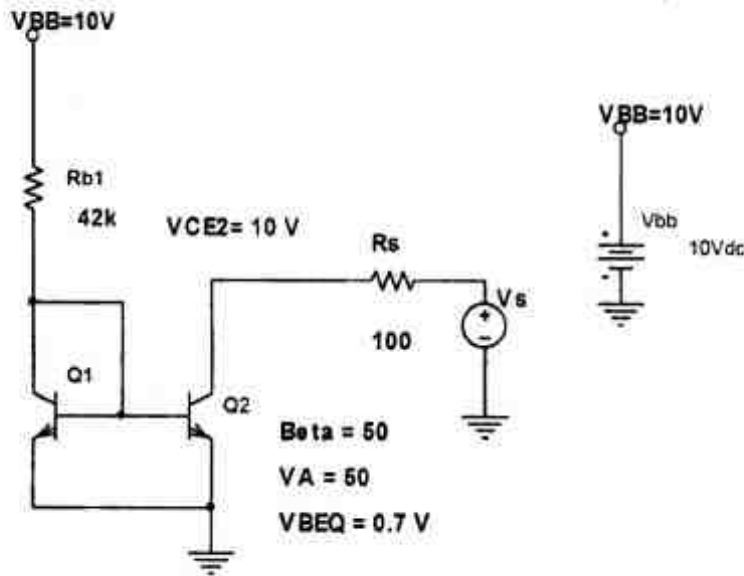 VBB=10V
Rb1
42k
VCE2= 10 V
Rs
100
Vs
Q1
Q2
Beta = 50
VA = 50
VBEQ = 0.7 V
VBB=10V
Vbb
10Vdc